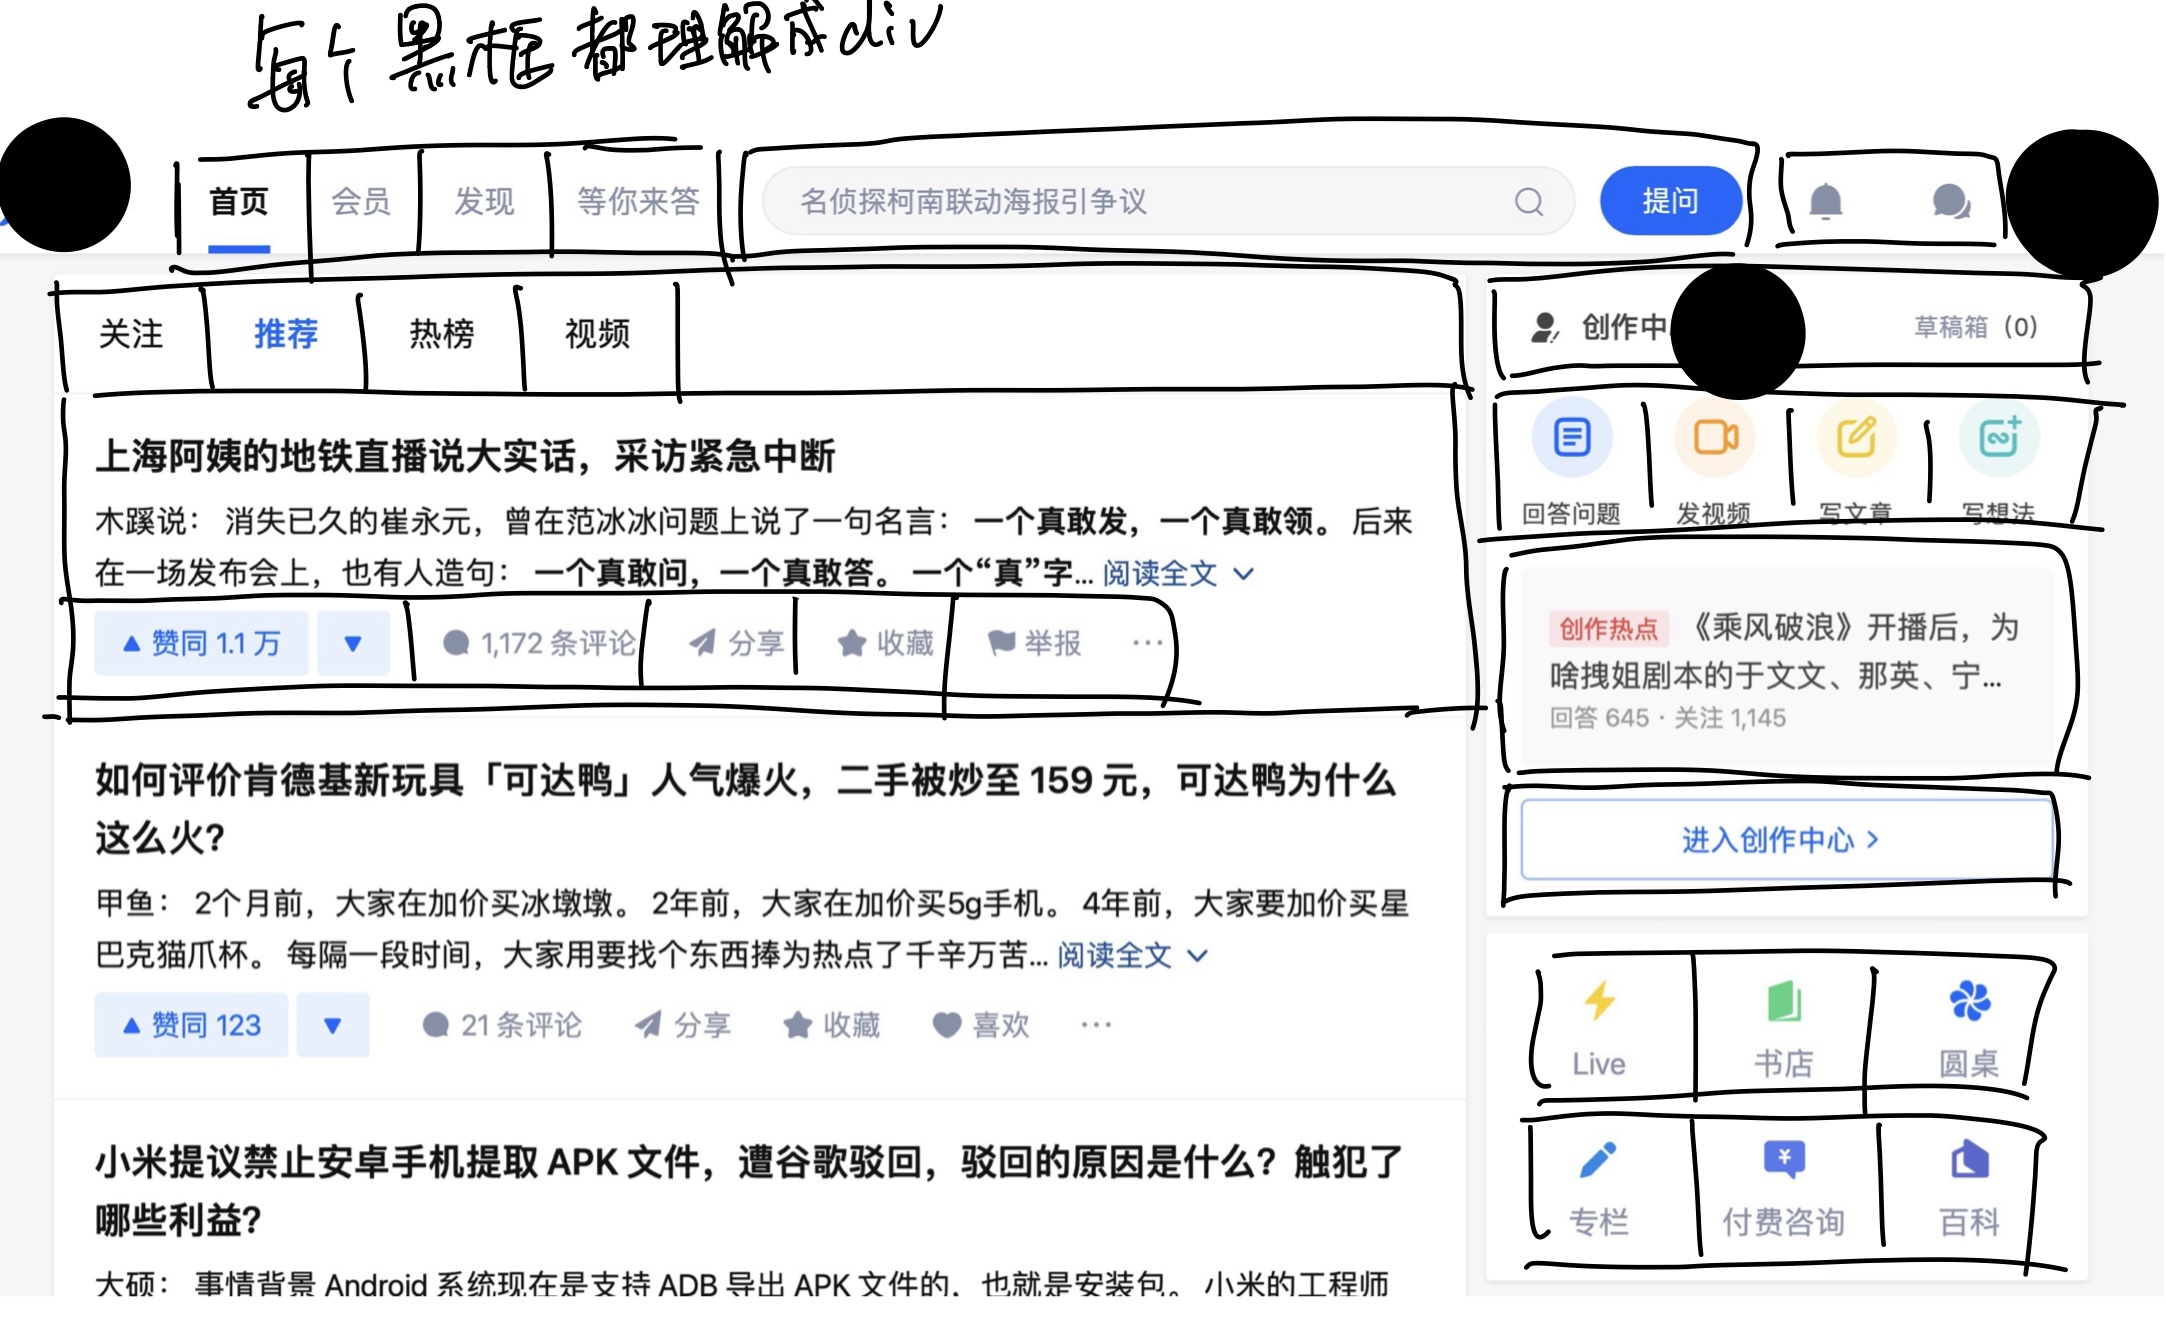 每个黑框都理解成div
首页 会员 发现 等你来答 名侦探柯南联动海报引争议 提问
关注 推荐 热榜 视频
上海阿姨的地铁直播说大实话，采访紧急中断
木蹊说： 消失已久的崔永元，曾在范冰冰问题上说了一句名言： 一个真敢发，一个真敢领。 后来
在一场发布会上，也有人造句： 一个真敢问，一个真敢答。 一个“真”字... 阅读全文
赞同 1.1 万 1,172 条评论 分享 收藏 举报 ···
如何评价肯德基新玩具「可达鸭」人气爆火，二手被炒至 159 元，可达鸭为什么
这么火？
甲鱼： 2个月前，大家在加价买冰墩墩。 2年前，大家在加价买5g手机。 4年前，大家要加价买星
巴克猫爪杯。 每隔一段时间，大家用要找个东西捧为热点了千辛万苦... 阅读全文
赞同 123 21 条评论 分享 收藏 喜欢 ···
小米提议禁止安卓手机提取 APK 文件，遭谷歌驳回，驳回的原因是什么？触犯了
哪些利益？
大硕： 事情背景 Android 系统现在是支持 ADB 导出 APK 文件的，也就是安装包。 小米的工程师
创作中 草稿箱（0）
回答问题 发视频 写文章 写想法
创作热点 《乘风破浪》开播后，为
啥拽姐剧本的于文文、那英、宁...
回答 645 · 关注 1,145
进入创作中心 >
Live 书店 圆桌
专栏 付费咨询 百科